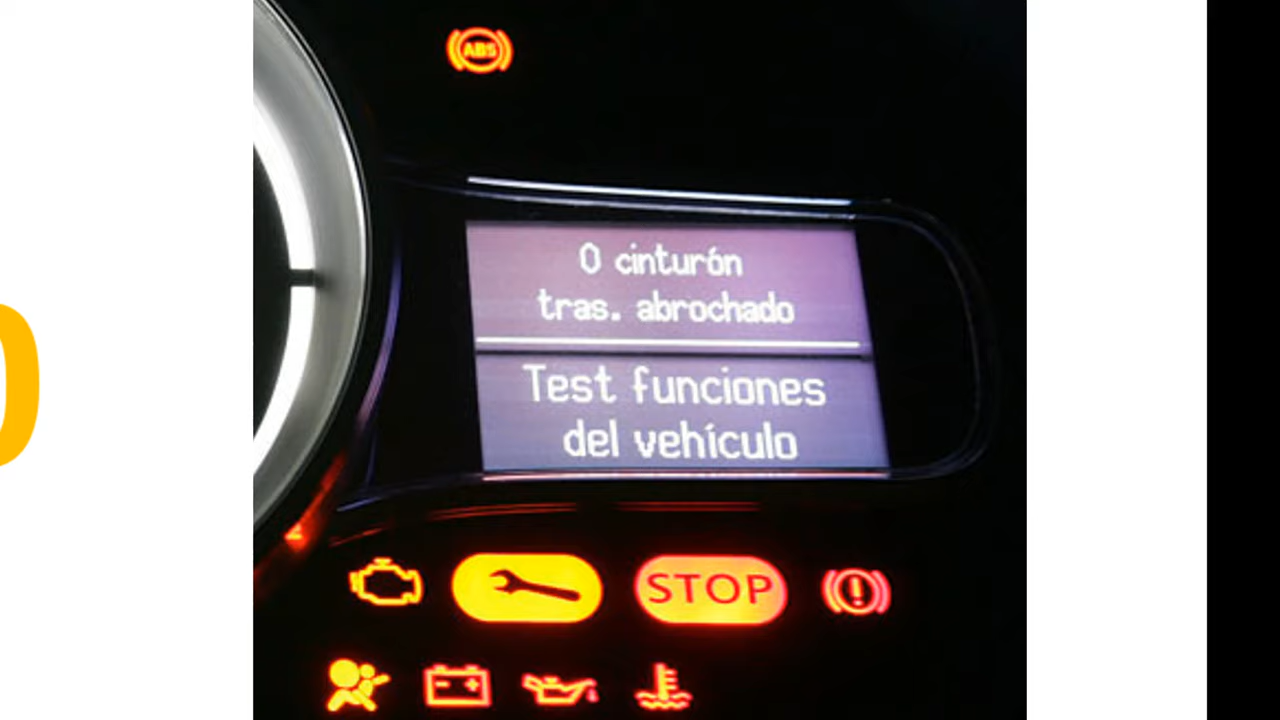 ABS
0 cinturón
tras. abrochado
Test funciones
del vehículo
STOP